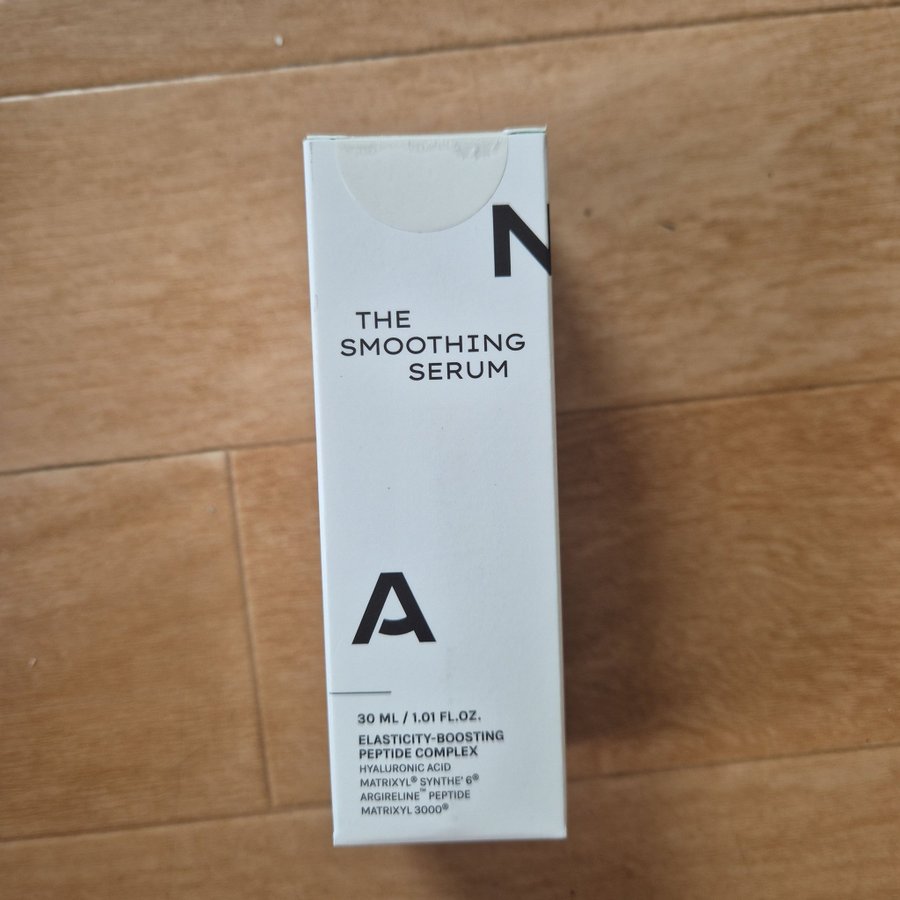 N
THE
SMOOTHING
SERUM
A
30 ML / 1.01 FL.OZ.
ELASTICITY-BOOSTING
PEPTIDE COMPLEX
HYALURONIC ACID
MATRIXYL® SYNTHE' 6®
ARGIRELINE™ PEPTIDE
MATRIXYL 3000®